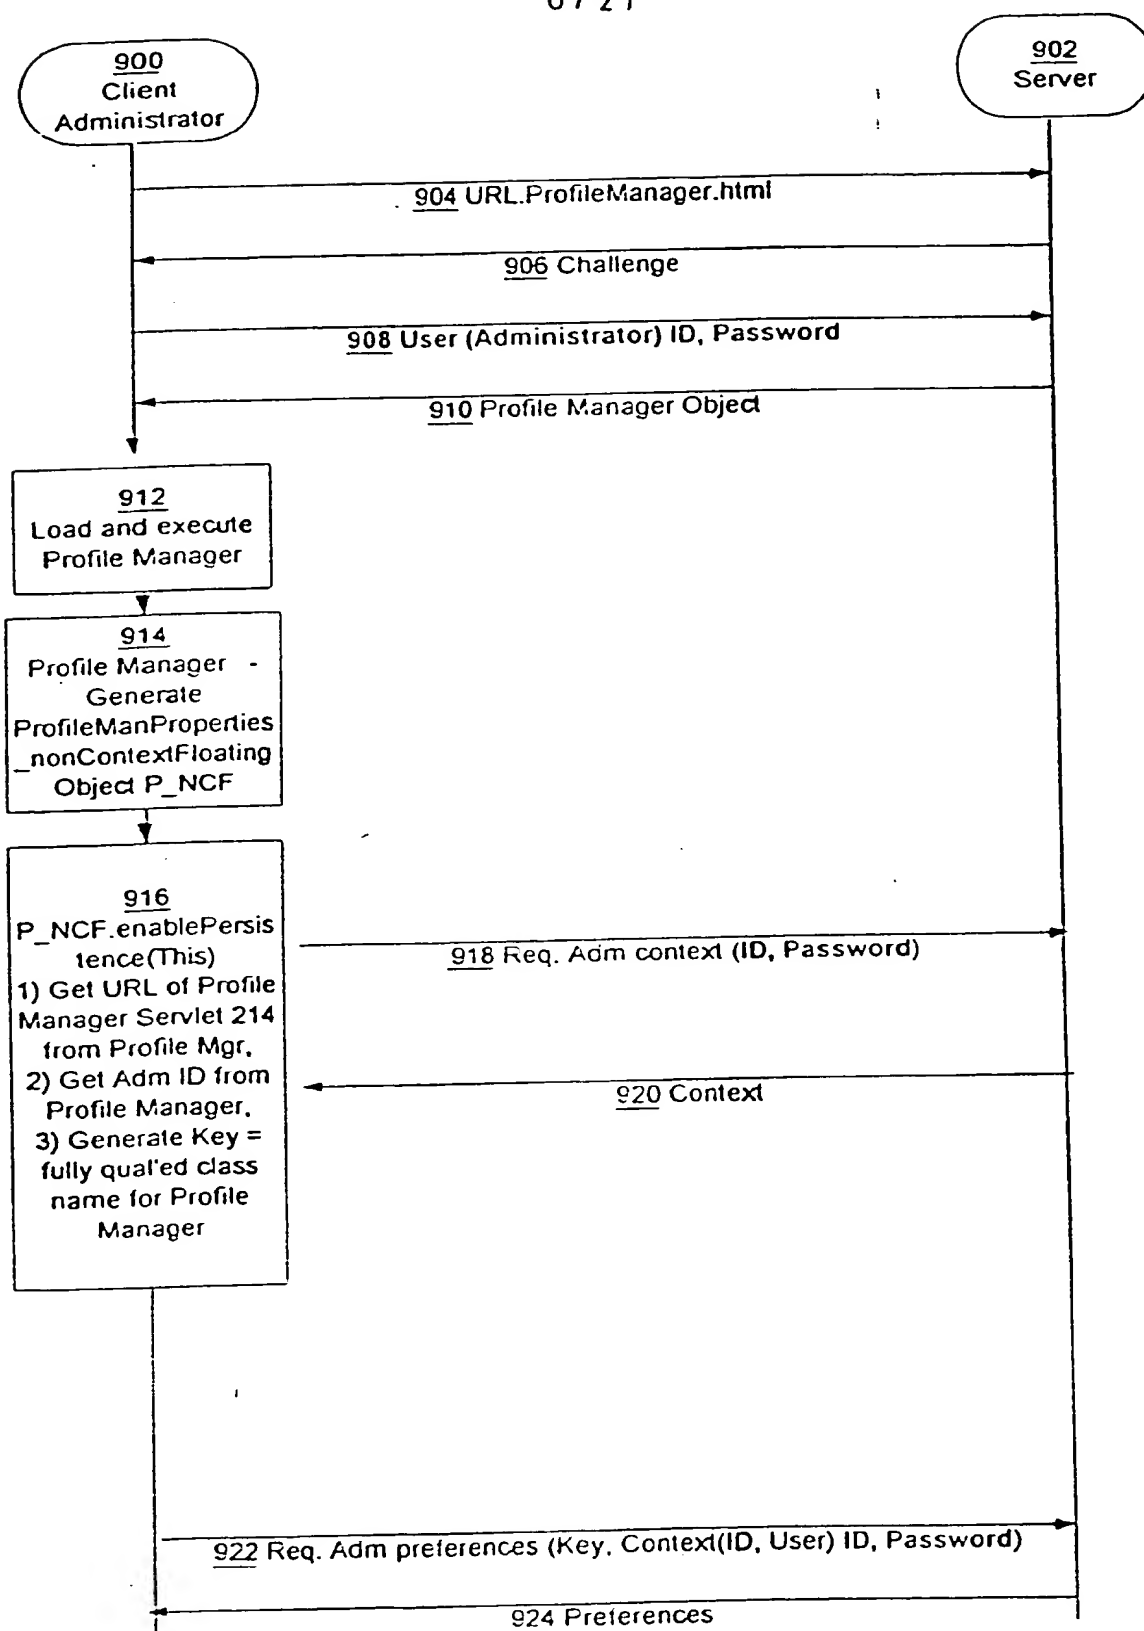 900
Client
Administrator
902
Server
904 URL.ProfileManager.html
906 Challenge
908 User (Administrator) ID, Password
910 Profile Manager Object
912
Load and execute
Profile Manager
914
Profile Manager -
Generate
ProfileManProperties
_nonContextFloating
Object P_NCF
916
P_NCF.enablePersis
tence(This)
1) Get URL of Profile
Manager Servlet 214
from Profile Mgr,
2) Get Adm ID from
Profile Manager,
3) Generate Key =
fully qual'ed class
name for Profile
Manager
918 Req. Adm context (ID, Password)
920 Context
922 Req. Adm preferences (Key, Context(ID, User) ID, Password)
924 Preferences